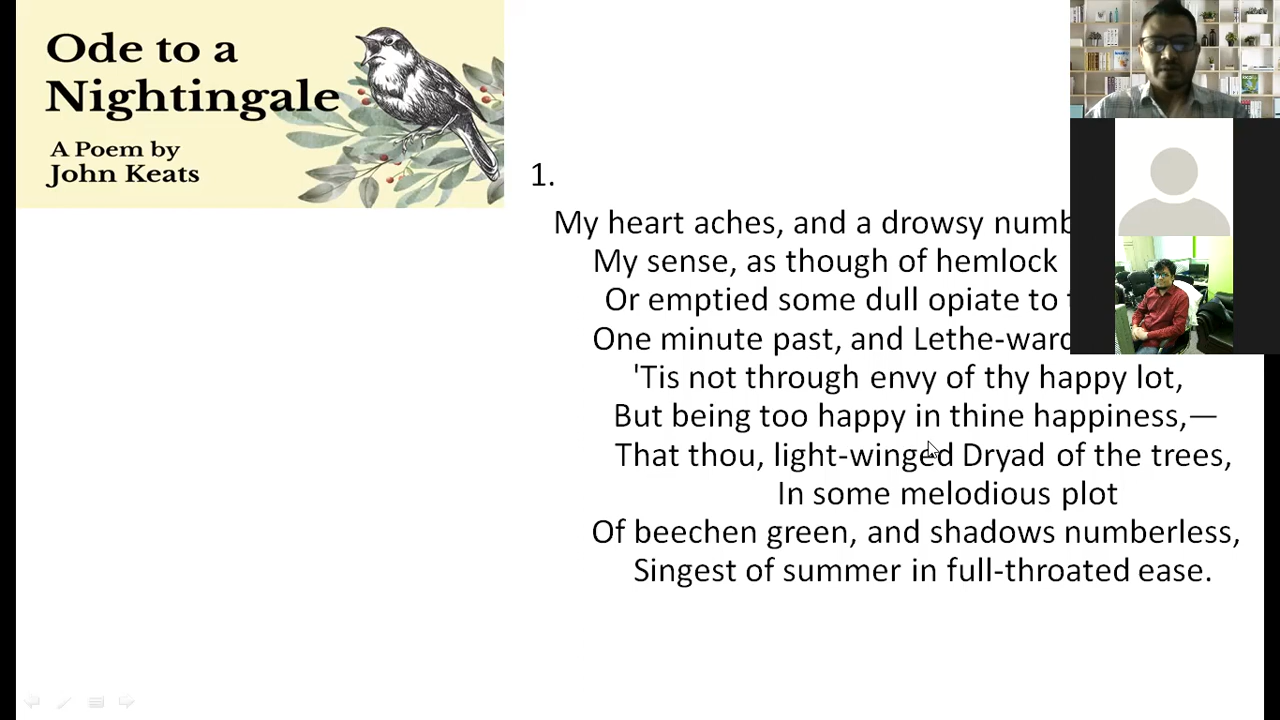 Ode to a
Nightingale
A Poem by
John Keats
1.
My heart aches, and a drowsy
My sense, as though of hemlock
Or emptied some dull opiate to
One minute past, and
'Tis not through envy of thy happy lot,
But being too happy in thine happiness,—
That thou, light-winged Dryad of the trees,
In some melodious plot
Of beechen green, and shadows numberless,
Singest of summer in full-throated ease.